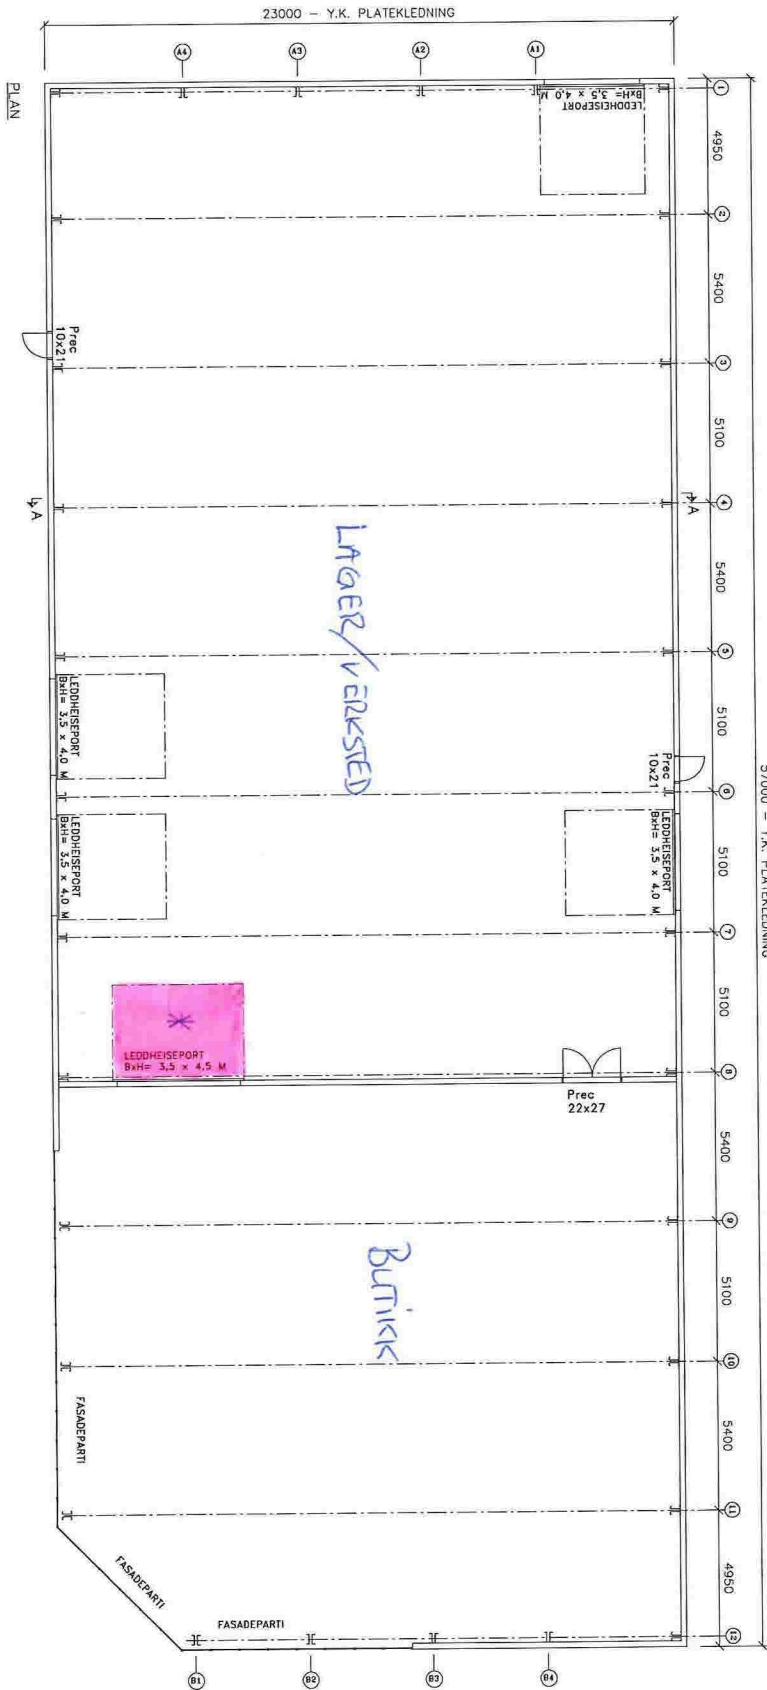 23000 - Y.K. PLATEKLEDNING
A4
A3
A2
A1
PLAN
LEDDHEISEPORT
BxH= 3,5 x 4,0 M
1
4950
2
5400
Prec
10x21
3
5100
A
4
A
5400
LAGER/VERKSTED
5
5100
LEDDHEISEPORT
BxH= 3,5 x 4,0 M
Prec
10x21
6
57000 - Y.K. PLATEKLEDNING
LEDDHEISEPORT
BxH= 3,5 x 4,0 M
LEDDHEISEPORT
BxH= 3,5 x 4,0 M
5100
7
5100
LEDDHEISEPORT
BxH= 3,5 x 4,5 M
8
Prec
22x27
5400
9
BUTIKK
5100
10
FASADEPARTI
5400
11
FASADEPARTI
4950
FASADEPARTI
12
B1
B2
B3
B4